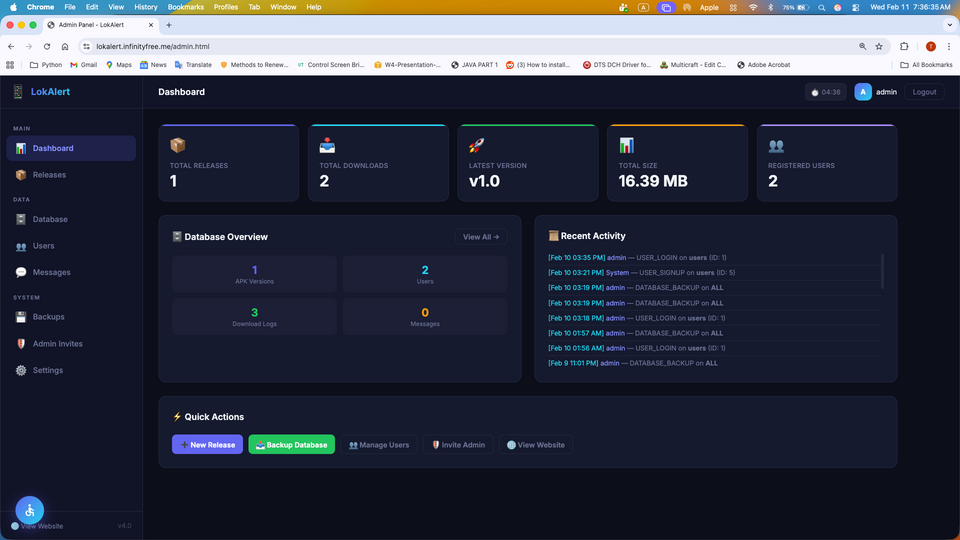 Chrome File Edit View History Bookmarks Profiles Tab Window Help
A Apple 75% Wed Feb 11 7:36:35 AM
Admin Panel - LokAlert
lokalert.infinityfree.me/admin.html
Python Gmail Maps News Translate Methods to Renew... UT Control Screen Bri... W4-Presentation-... JAVA PART 1 (3) How to install... DTS DCH Driver fo... Multicraft - Edit C... Adobe Acrobat All Bookmarks
LokAlert
Dashboard
04:36 A admin Logout
MAIN
Dashboard
Releases
DATA
Database
Users
Messages
SYSTEM
Backups
Admin Invites
Settings
View Website v4.0
TOTAL RELEASES
1
TOTAL DOWNLOADS
2
LATEST VERSION
v1.0
TOTAL SIZE
16.39 MB
REGISTERED USERS
2
Database Overview View All →
1
APK Versions
2
Users
3
Download Logs
0
Messages
Recent Activity
[Feb 10 03:35 PM] admin — USER_LOGIN on users (ID: 1)
[Feb 10 03:21 PM] System — USER_SIGNUP on users (ID: 5)
[Feb 10 03:19 PM] admin — DATABASE_BACKUP on ALL
[Feb 10 03:19 PM] admin — DATABASE_BACKUP on ALL
[Feb 10 03:18 PM] admin — USER_LOGIN on users (ID: 1)
[Feb 10 01:57 AM] admin — DATABASE_BACKUP on ALL
[Feb 10 01:56 AM] admin — USER_LOGIN on users (ID: 1)
[Feb 9 11:01 PM] admin — DATABASE_BACKUP on ALL
Quick Actions
New Release Backup Database Manage Users Invite Admin View Website